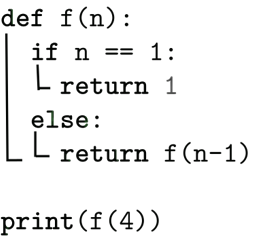 def f(n):
if n == 1:
return 1
else:
return f(n-1)
print(f(4))